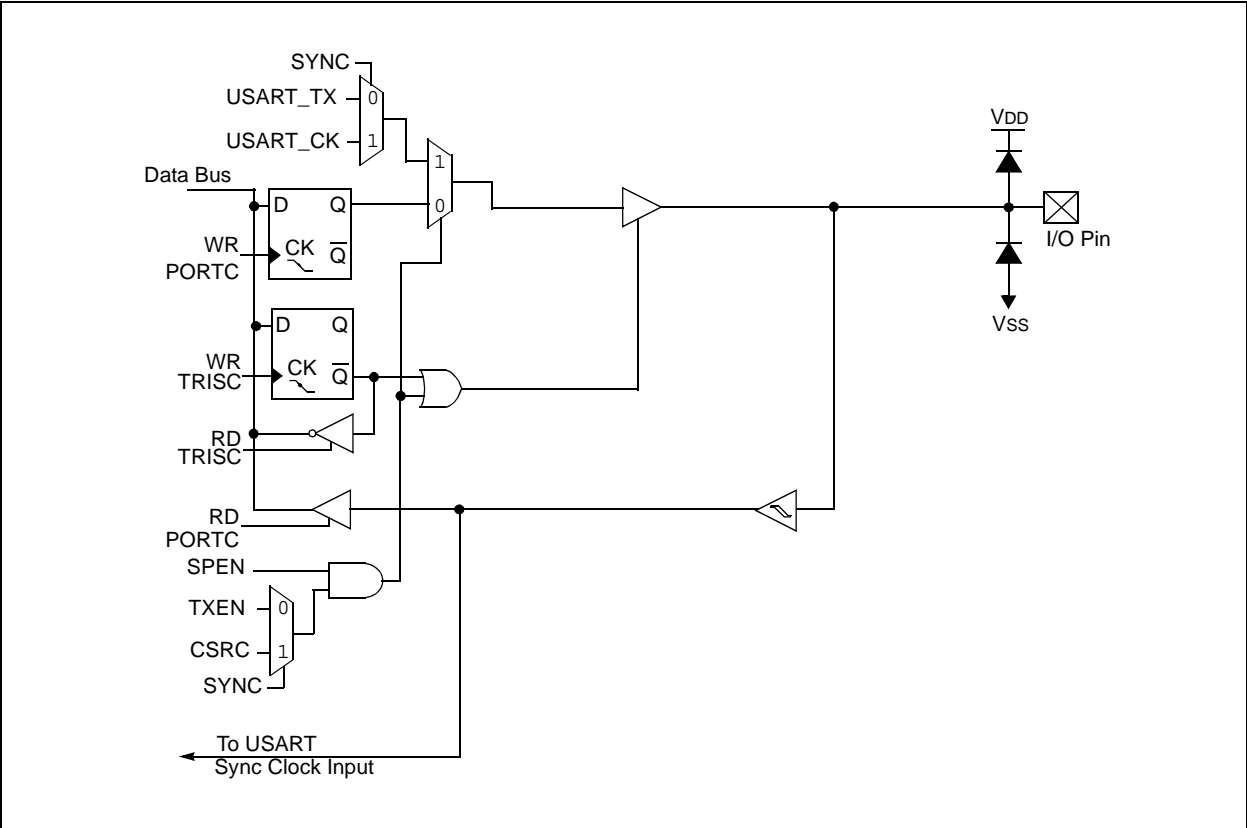 SYNC
USART_TX
0
USART_CK
1
VDD
Data Bus
1
D
Q
0
I/O Pin
WR
PORTC
CK
Q̅
VSS
D
Q
WR
TRISC
CK
Q̅
RD
TRISC
RD
PORTC
SPEN
TXEN
0
CSRC
1
SYNC
To USART
Sync Clock Input